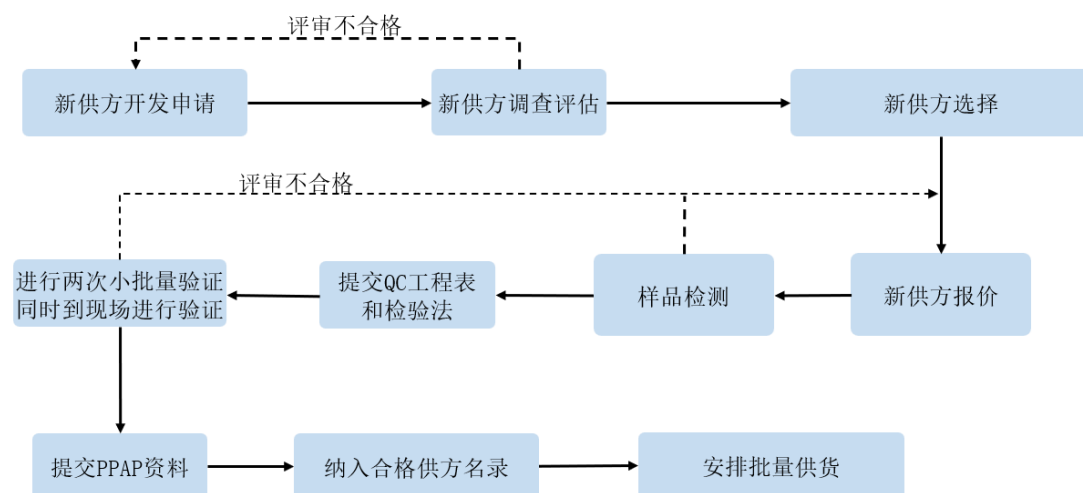 评审不合格
新供方开发申请
新供方调查评估
新供方选择
评审不合格
进行两次小批量验证
同时到现场进行验证
提交QC工程表
和检验法
样品检测
新供方报价
提交PPAP资料
纳入合格供方名录
安排批量供货